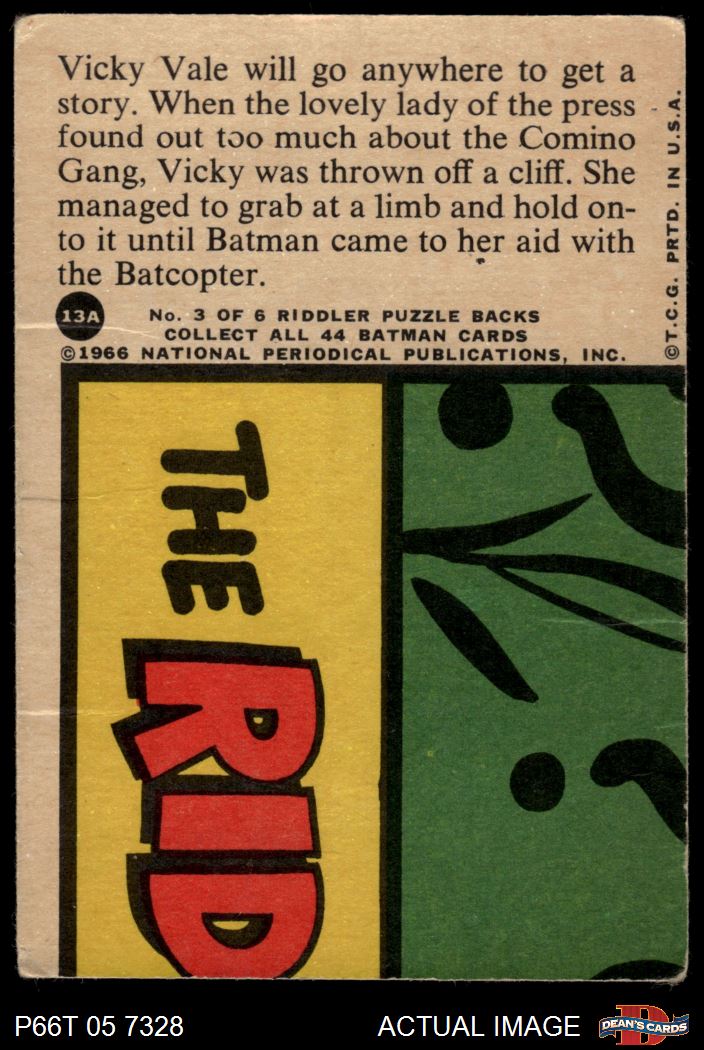 Vicky Vale will go anywhere to get a
story. When the lovely lady of the press
found out too much about the Comino
Gang, Vicky was thrown off a cliff. She
managed to grab at a limb and hold on-
to it until Batman came to her aid with
the Batcopter.
©T.C.G. PRTD. IN U.S.A.
13A
No. 3 OF 6 RIDDLER PUZZLE BACKS
COLLECT ALL 44 BATMAN CARDS
©1966 NATIONAL PERIODICAL PUBLICATIONS, INC.
THE
RID
P66T 05 7328
ACTUAL IMAGE
D
DEAN'S CARDS